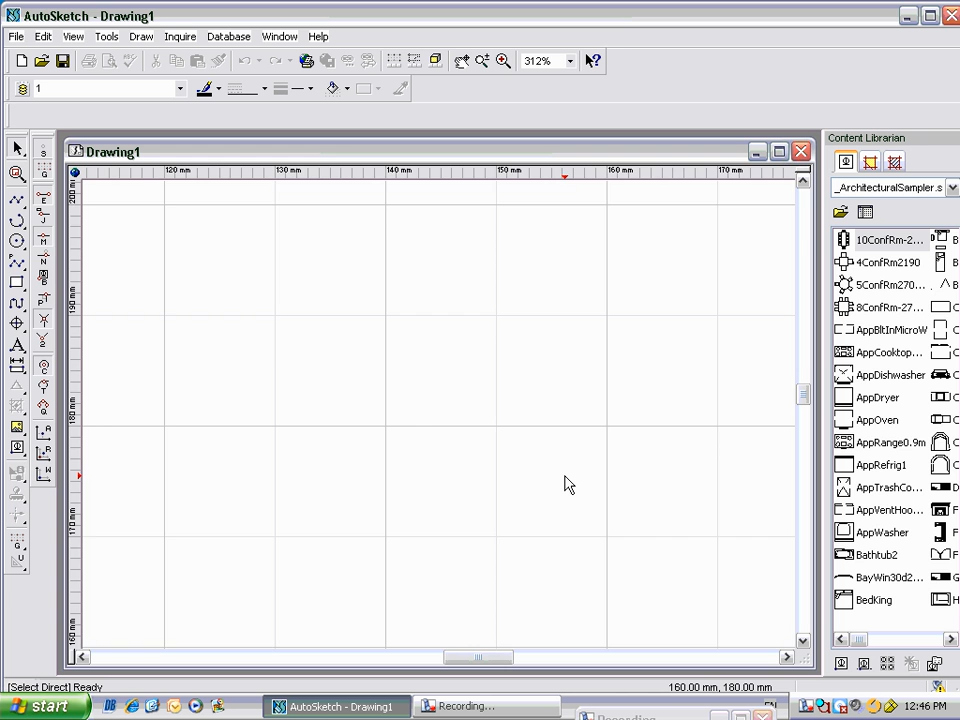 AutoSketch - Drawing1
File Edit View Tools Draw Inquire Database Window Help
312%
1
Drawing1
120 mm 130 mm 140 mm 150 mm 160 mm 170 mm
200 m
190 mm
180 mm
170 mm
160 mm
Content Librarian
_ArchitecturalSampler.s
10ConfRm-2... B
4ConfRm2190 B
5ConfRm270... B
8ConfRm-27... C
AppBltInMicroW C
AppCooktop... C
AppDishwasher C
AppDryer C
AppOven C
AppRange0.9m C
AppRefrig1 C
AppTrashCo... D
AppVentHoo... F
AppWasher F
Bathtub2 F
BayWin30d2... G
BedKing H
[Select Direct] Ready
160.00 mm, 180.00 mm
start
AutoSketch - Drawing1
Recording...
Recording
12:46 PM